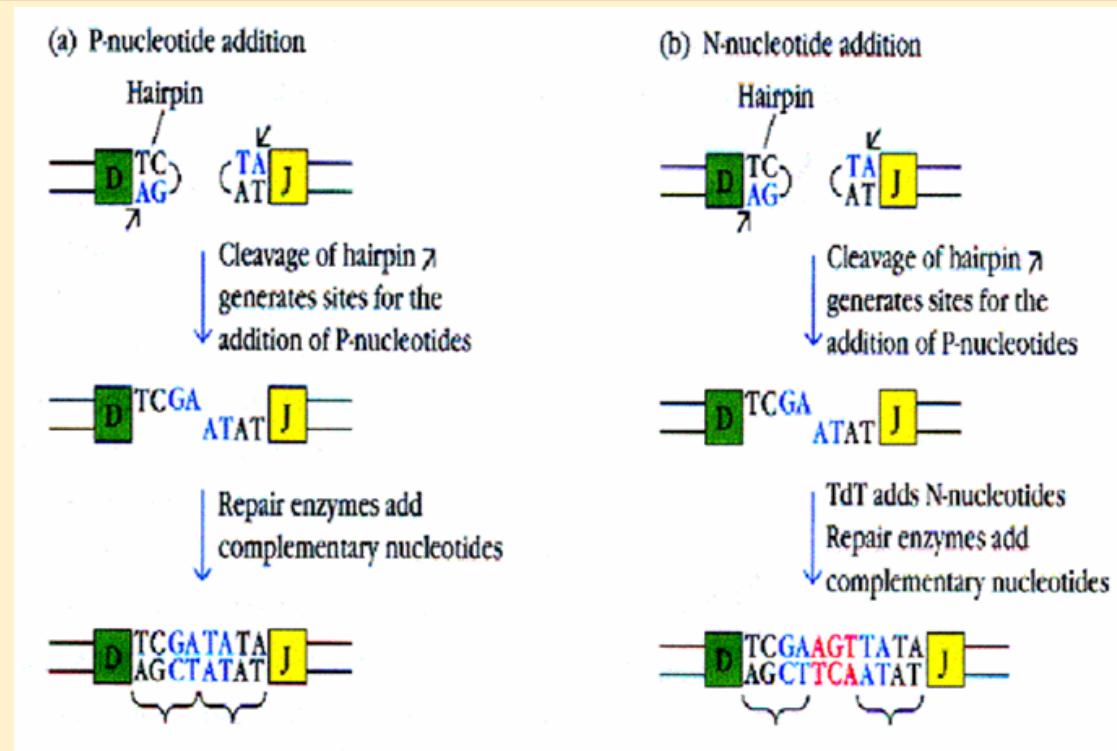 (a) P-nucleotide addition
Hairpin
D TC TA J
AG AT
Cleavage of hairpin
generates sites for the
addition of P-nucleotides
D TCGA J
ATAT
Repair enzymes add
complementary nucleotides
D TCGATATA J
AGCTATAT
(b) N-nucleotide addition
Hairpin
D TC TA J
AG AT
Cleavage of hairpin
generates sites for the
addition of P-nucleotides
D TCGA J
ATAT
TdT adds N-nucleotides
Repair enzymes add
complementary nucleotides
D TCGAAGTTATA J
AGCTTCAATAT